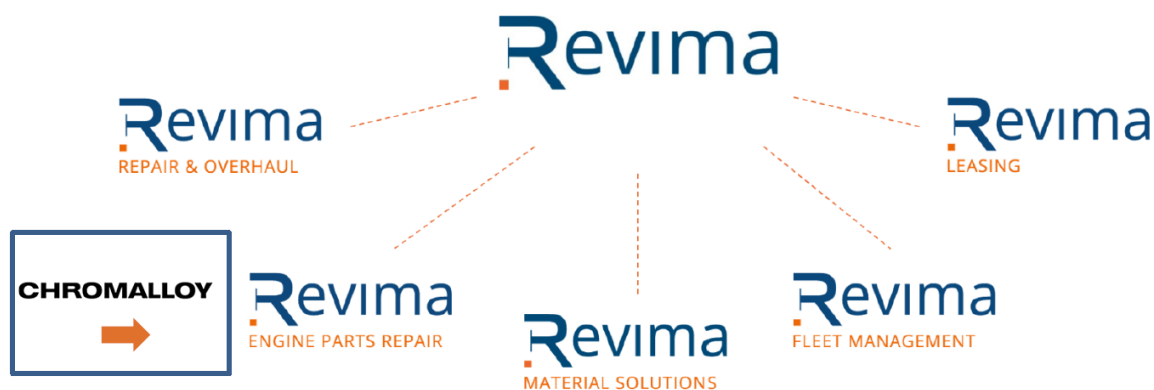 Revima
Revima
REPAIR & OVERHAUL
Revima
LEASING
CHROMALLOY
Revima
ENGINE PARTS REPAIR
Revima
MATERIAL SOLUTIONS
Revima
FLEET MANAGEMENT